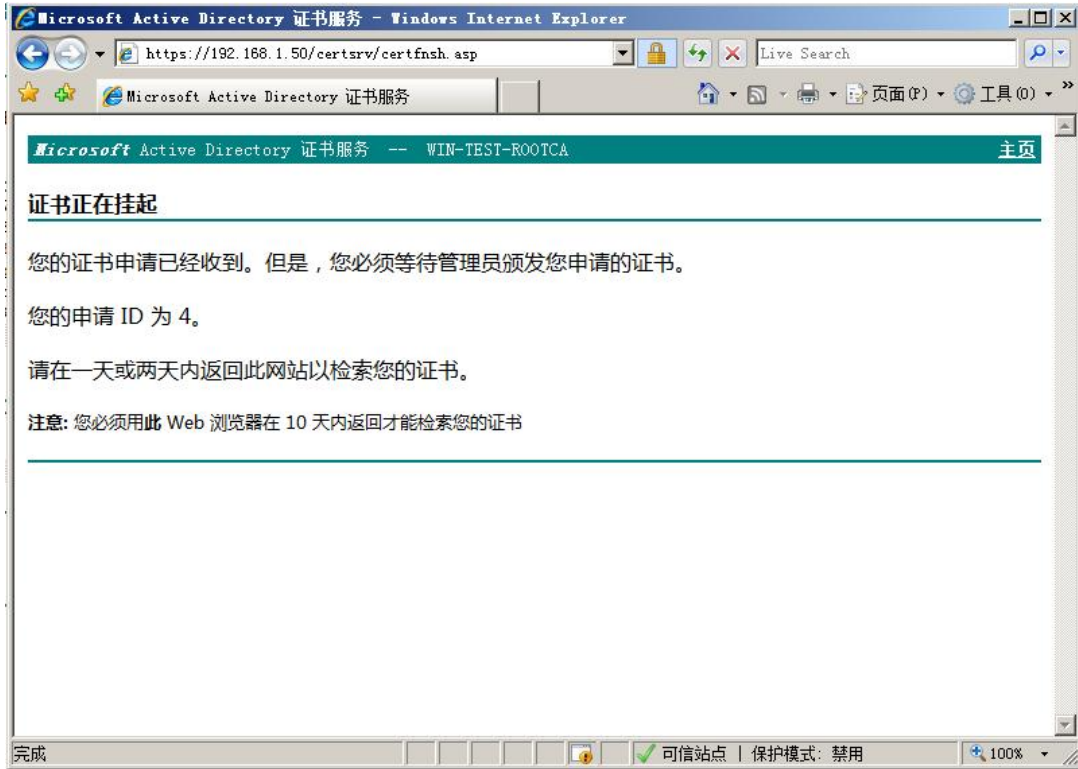 Microsoft Active Directory 证书服务 - Windows Internet Explorer
https://192.168.1.50/certsrv/certfnsh.asp
Live Search
Microsoft Active Directory 证书服务
页面(P)
工具(O)
»
Microsoft Active Directory 证书服务 -- WIN-TEST-ROOTCA
主页
证书正在挂起
您的证书申请已经收到。但是，您必须等待管理员颁发您申请的证书。
您的申请 ID 为 4。
请在一天或两天内返回此网站以检索您的证书。
注意: 您必须用此 Web 浏览器在 10 天内返回才能检索您的证书
完成
可信站点 | 保护模式: 禁用
100%